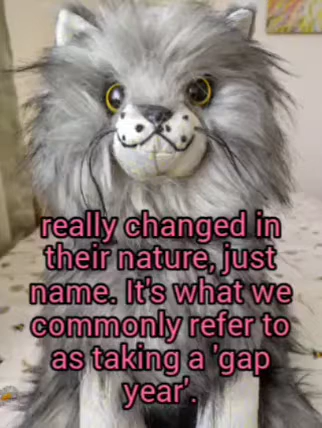 really changed in
their nature, just
name. It's what we
commonly refer to
as taking a 'gap
year'.